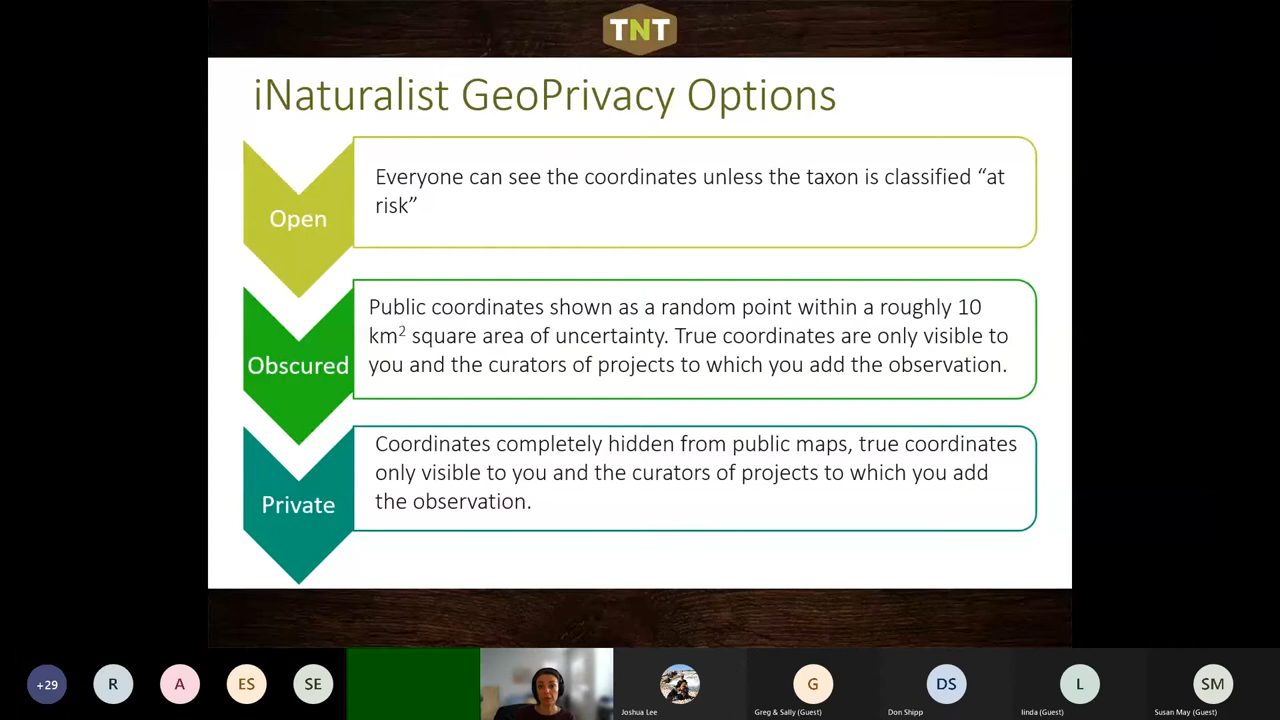 TNT
iNaturalist GeoPrivacy Options
Open
Everyone can see the coordinates unless the taxon is classified “at
risk”
Obscured
Public coordinates shown as a random point within a roughly 10
km² square area of uncertainty. True coordinates are only visible to
you and the curators of projects to which you add the observation.
Private
Coordinates completely hidden from public maps, true coordinates
only visible to you and the curators of projects to which you add
the observation.
+29
R
A
ES
SE
Joshua Lee
G
Greg & Sally (Guest)
DS
Don Shipp
L
linda (Guest)
SM
Susan May (Guest)